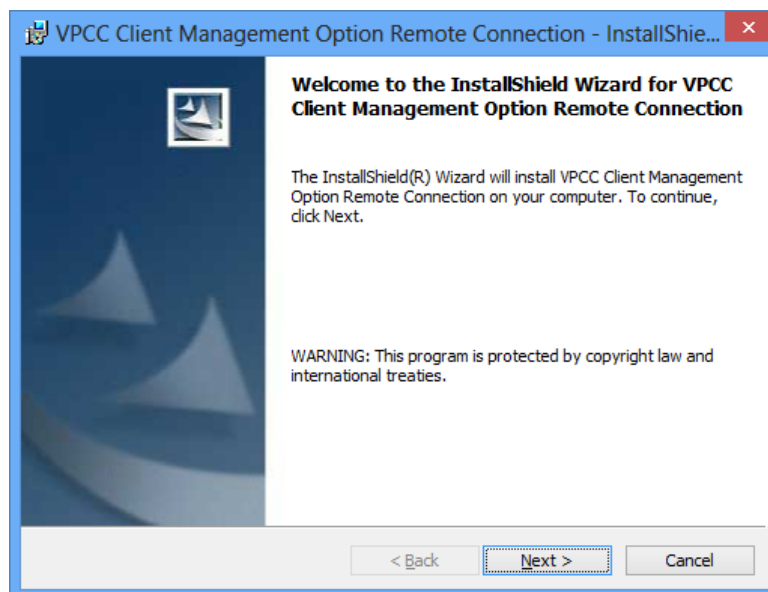 VPCC Client Management Option Remote Connection - InstallShie...
Welcome to the InstallShield Wizard for VPCC
Client Management Option Remote Connection
The InstallShield(R) Wizard will install VPCC Client Management
Option Remote Connection on your computer. To continue,
click Next.
WARNING: This program is protected by copyright law and
international treaties.
< Back Next > Cancel